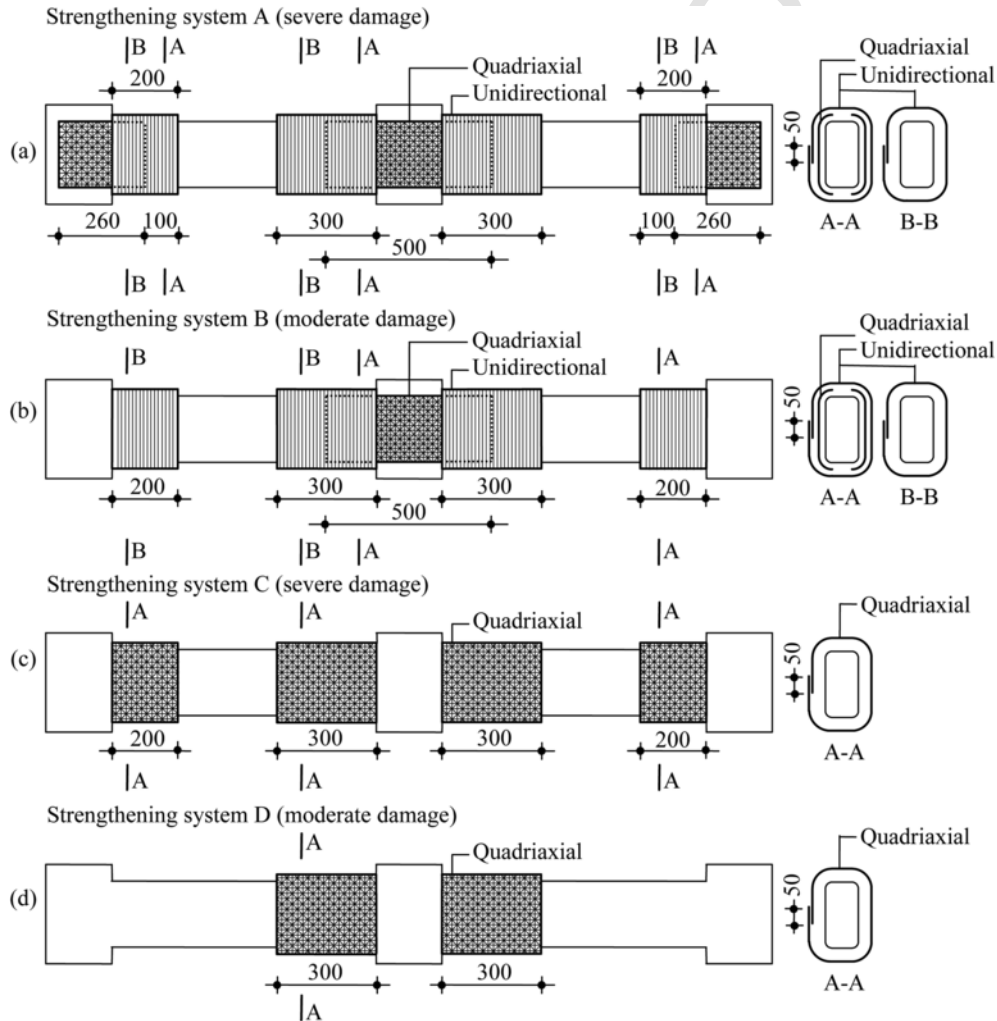 Strengthening system A (severe damage)
B A B A B A
200 200
Quadriaxial
Unidirectional
Quadriaxial
Unidirectional
(a)
50
A-A B-B
260 100 300 300 100 260
500
B A B A B A
Strengthening system B (moderate damage)
B B A A
Quadriaxial
Unidirectional
Quadriaxial
Unidirectional
(b)
50
A-A B-B
200 300 300 200
500
B B A A
Strengthening system C (severe damage)
A A A
Quadriaxial
Quadriaxial
(c)
50
A-A
200 300 300 200
A A A
Strengthening system D (moderate damage)
A
Quadriaxial
Quadriaxial
(d)
50
A-A
300 300
A